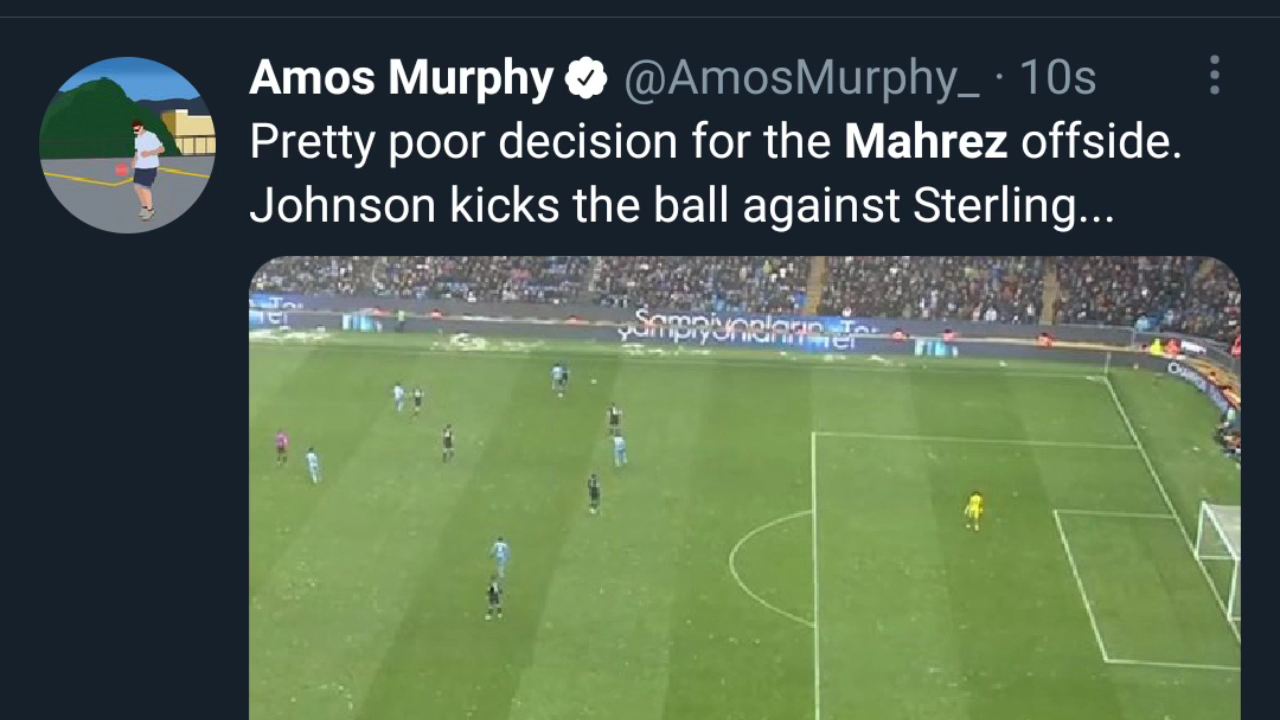 Amos Murphy @AmosMurphy_ · 10s
Pretty poor decision for the Mahrez offside.
Johnson kicks the ball against Sterling...